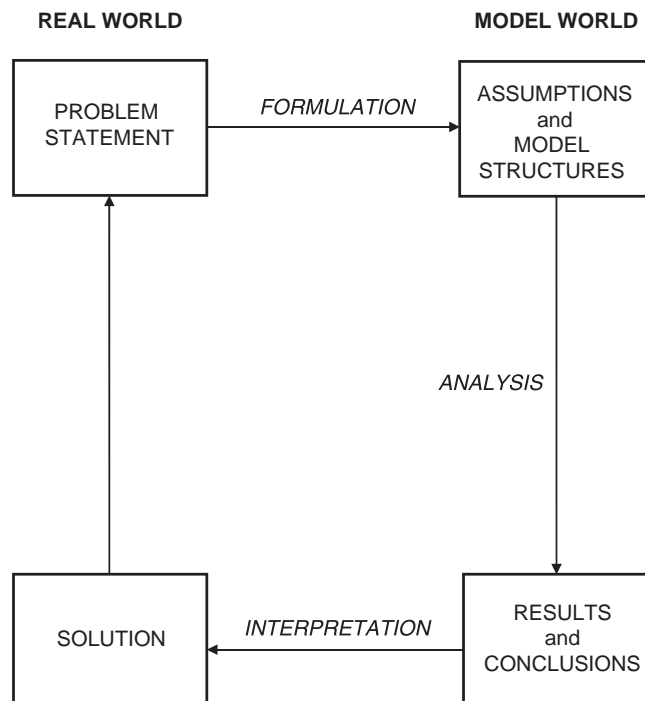 REAL WORLD
MODEL WORLD
PROBLEM
STATEMENT
FORMULATION
ASSUMPTIONS
and
MODEL
STRUCTURES
ANALYSIS
SOLUTION
INTERPRETATION
RESULTS
and
CONCLUSIONS